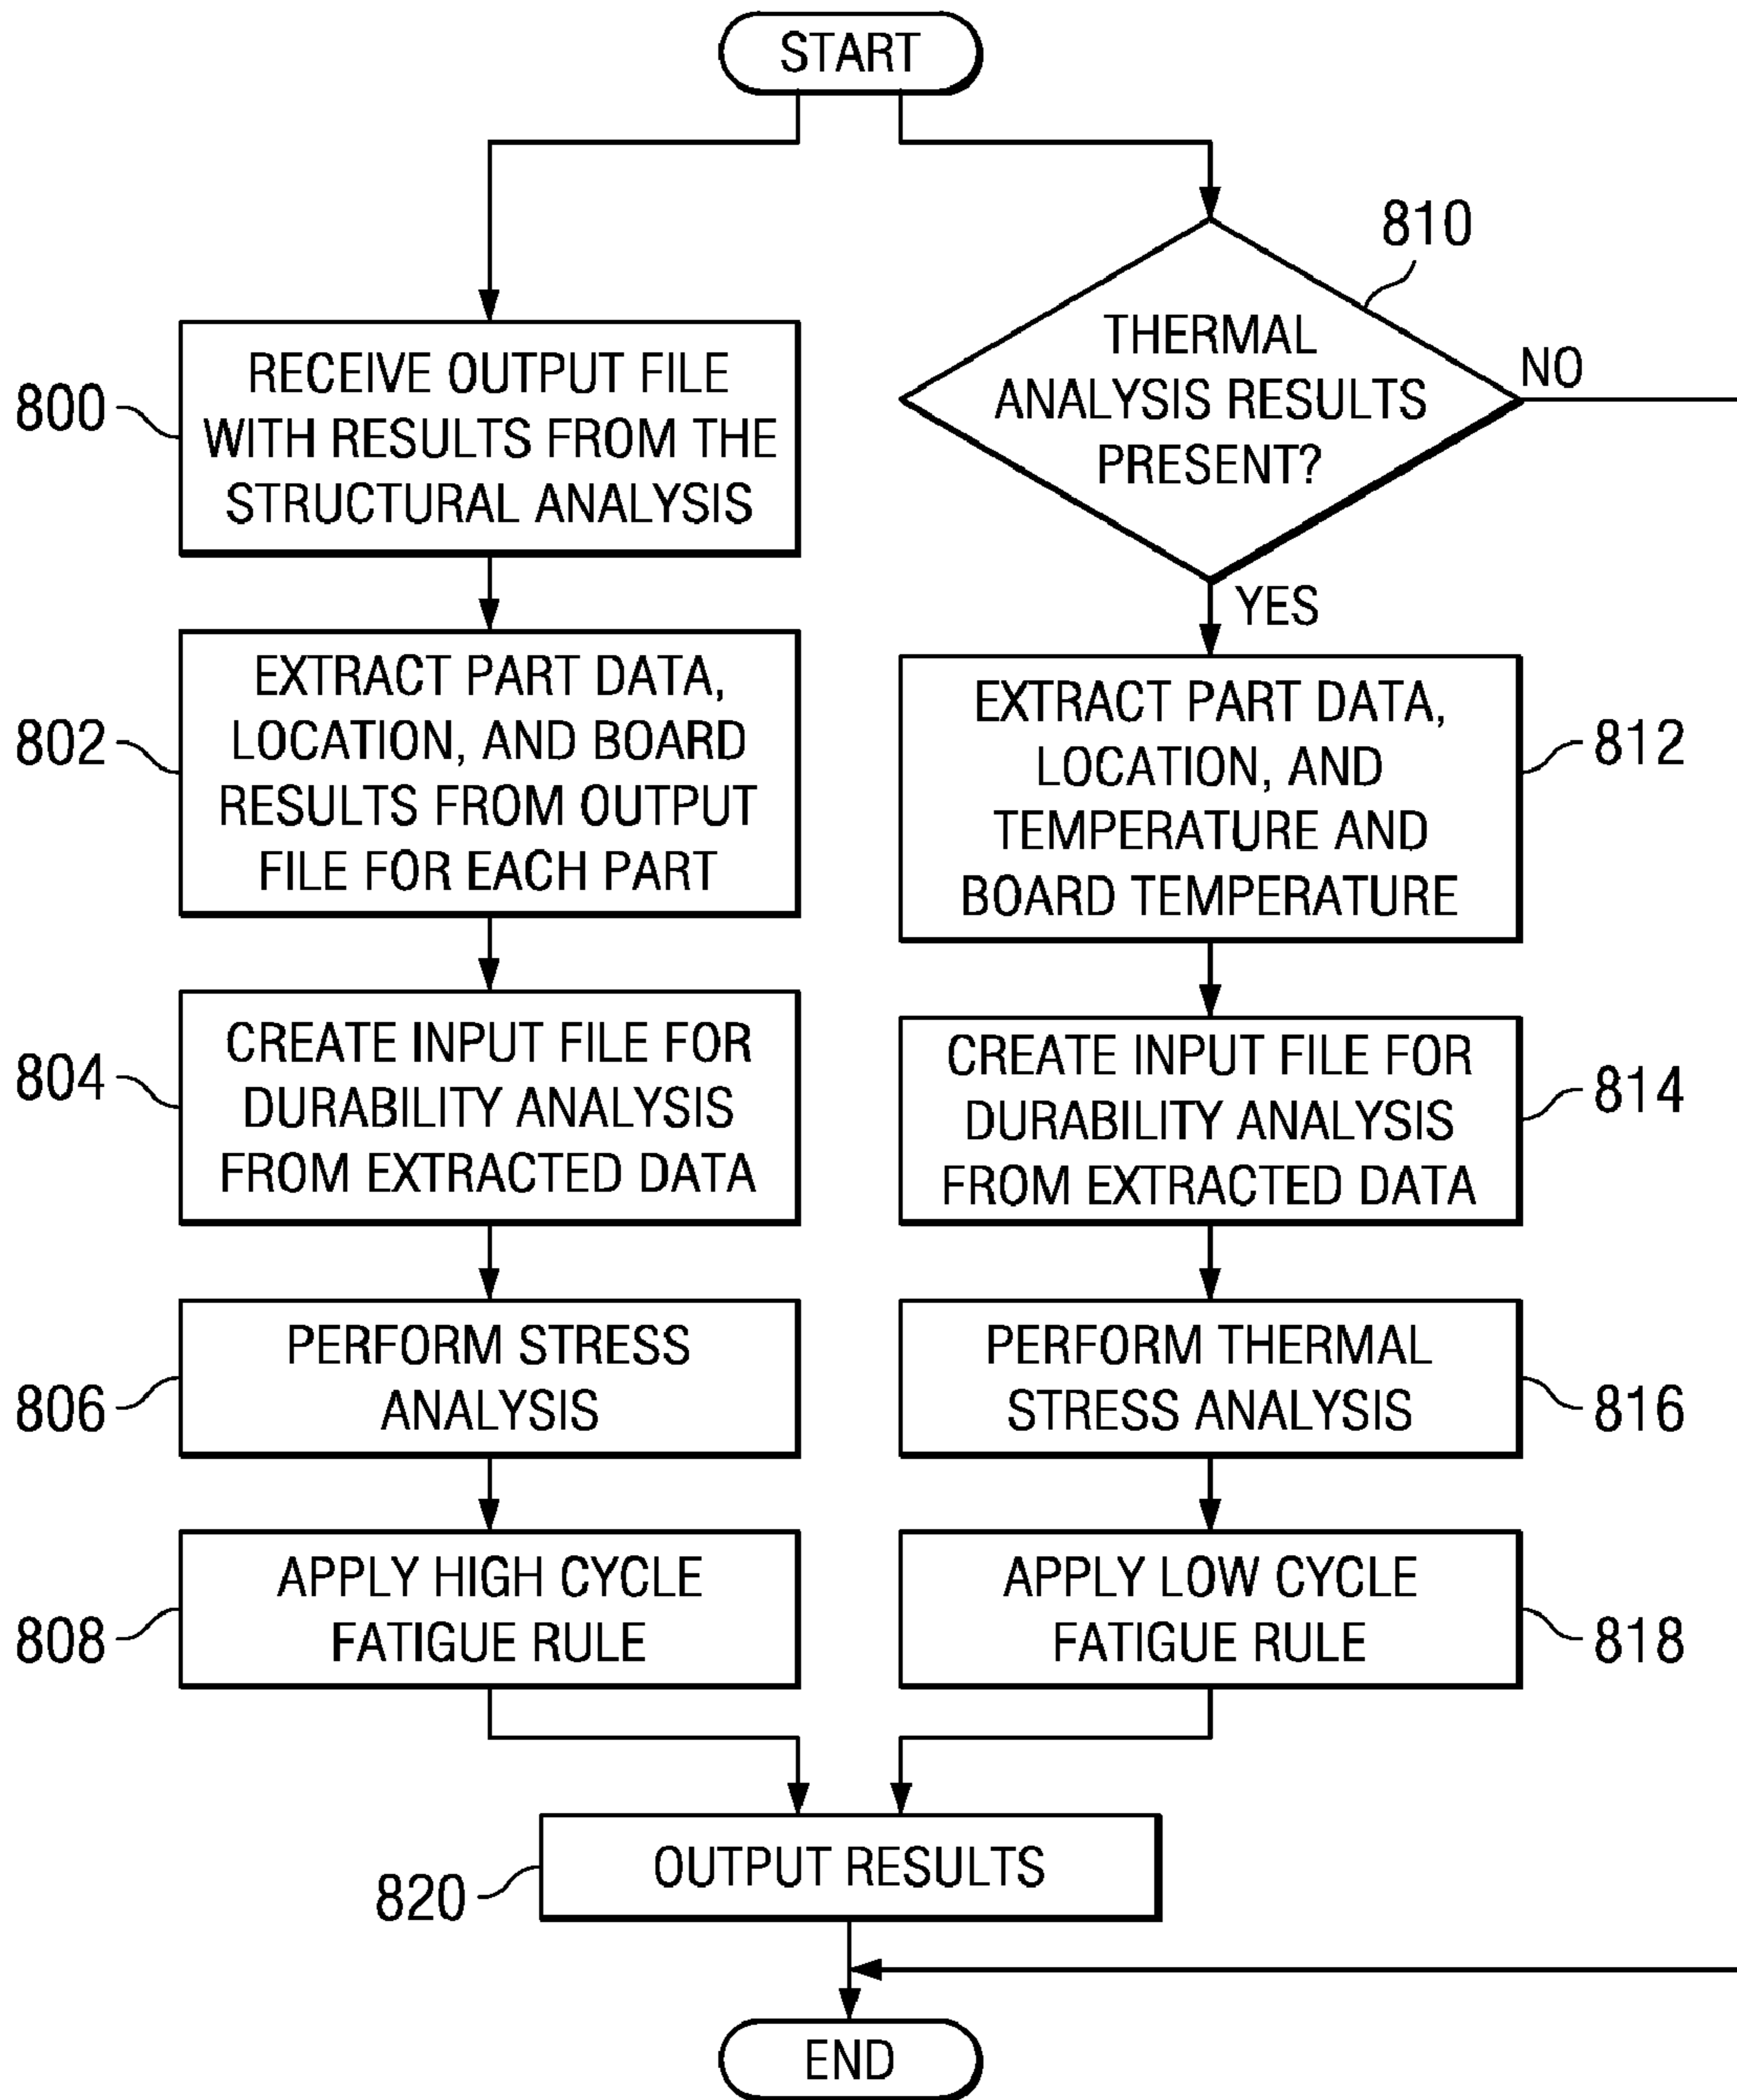 START
800
RECEIVE OUTPUT FILE
WITH RESULTS FROM THE
STRUCTURAL ANALYSIS
802
EXTRACT PART DATA,
LOCATION, AND BOARD
RESULTS FROM OUTPUT
FILE FOR EACH PART
804
CREATE INPUT FILE FOR
DURABILITY ANALYSIS
FROM EXTRACTED DATA
806
PERFORM STRESS
ANALYSIS
808
APPLY HIGH CYCLE
FATIGUE RULE
810
THERMAL
ANALYSIS RESULTS
PRESENT?
NO
YES
EXTRACT PART DATA,
LOCATION, AND
TEMPERATURE AND
BOARD TEMPERATURE
812
CREATE INPUT FILE FOR
DURABILITY ANALYSIS
FROM EXTRACTED DATA
814
PERFORM THERMAL
STRESS ANALYSIS
816
APPLY LOW CYCLE
FATIGUE RULE
818
OUTPUT RESULTS
820
END